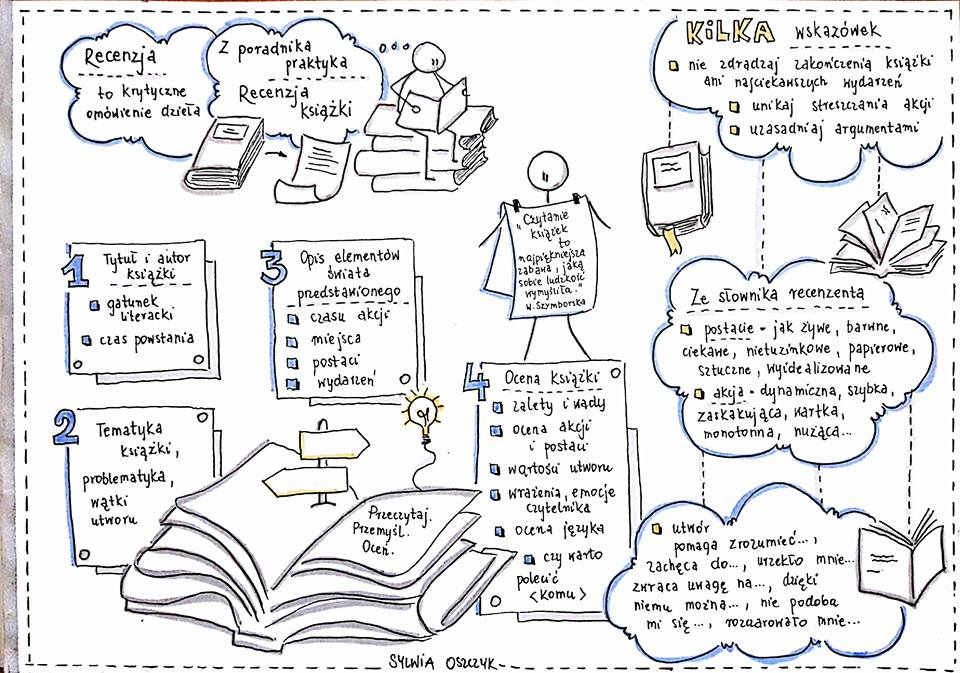 Recenzja
to krytyczne
omówienie dzieła
Z poradnika
praktyka
Recenzja
książki
KiLKA wskazówek
nie zdradzaj zakończenia książki
ani najciekawszych wydarzeń
unikaj streszczania akcji
uzasadniaj argumentami
"Czytanie
książek
to
najpiękniejsza
zabawa, jaką
sobie ludzkość
wymyśliła."
W. Szymborska
1 Tytuł i autor
książki
gatunek
literacki
czas powstania
2 Tematyka
książki,
problematyka,
wątki
utworu
3 Opis elementów
świata
przedstawionego
czasu akcji
miejsca
postaci
wydarzeń
4 Ocena książki
zalety i wady
ocena akcji
i postaci
wartości utworu
wrażenia, emocje
czytelnika
ocena języka
czy warto
polecić
<komu>
Przeczytaj.
Przemyśl.
Oceń.
Ze słownika recenzenta
postacie - jak żywe, barwne,
ciekawe, nietuzinkowe, papierowe,
sztuczne, wyidealizowane
akcja - dynamiczna, szybka,
zaskakująca, wartka,
monotonna, nużąca...
utwór
pomaga zrozumieć...,
zachęca do..., urzekło mnie...
zwraca uwagę na..., dzięki
niemu można..., nie podoba
mi się..., rozczarowało mnie...
SYLWIA OSZCZYK